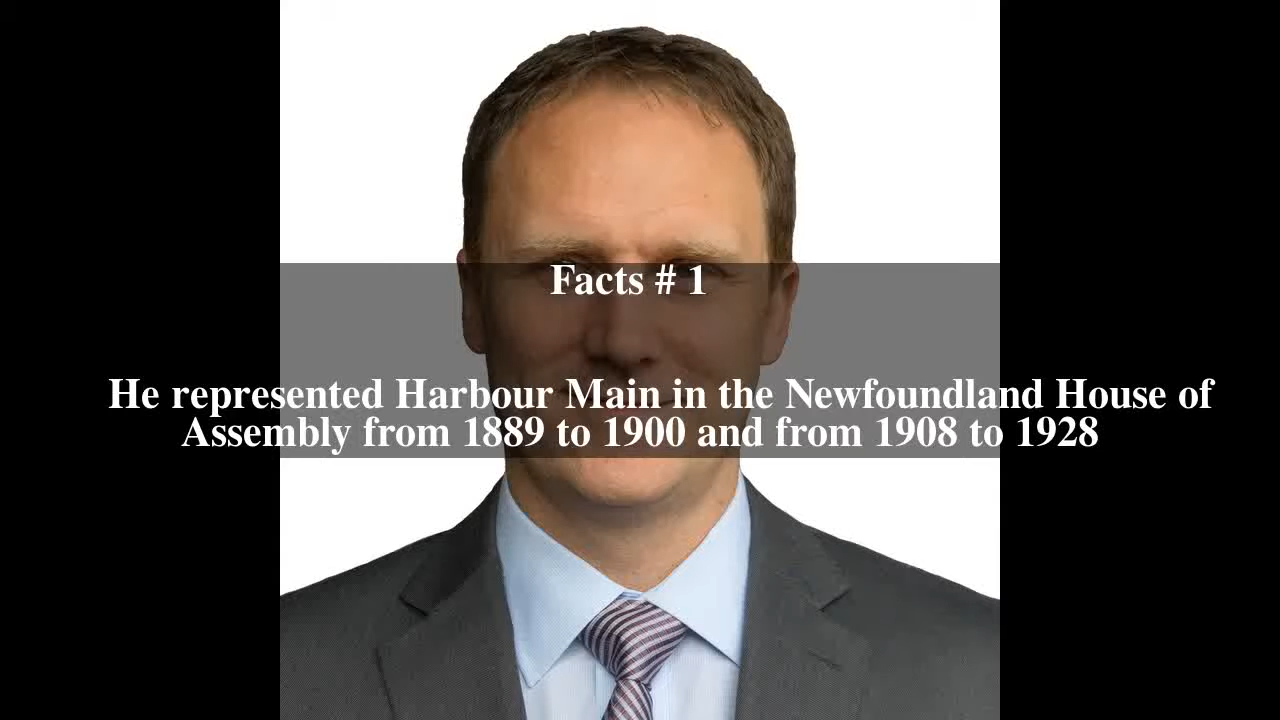 Facts # 1
He represented Harbour Main in the Newfoundland House of
Assembly from 1889 to 1900 and from 1908 to 1928